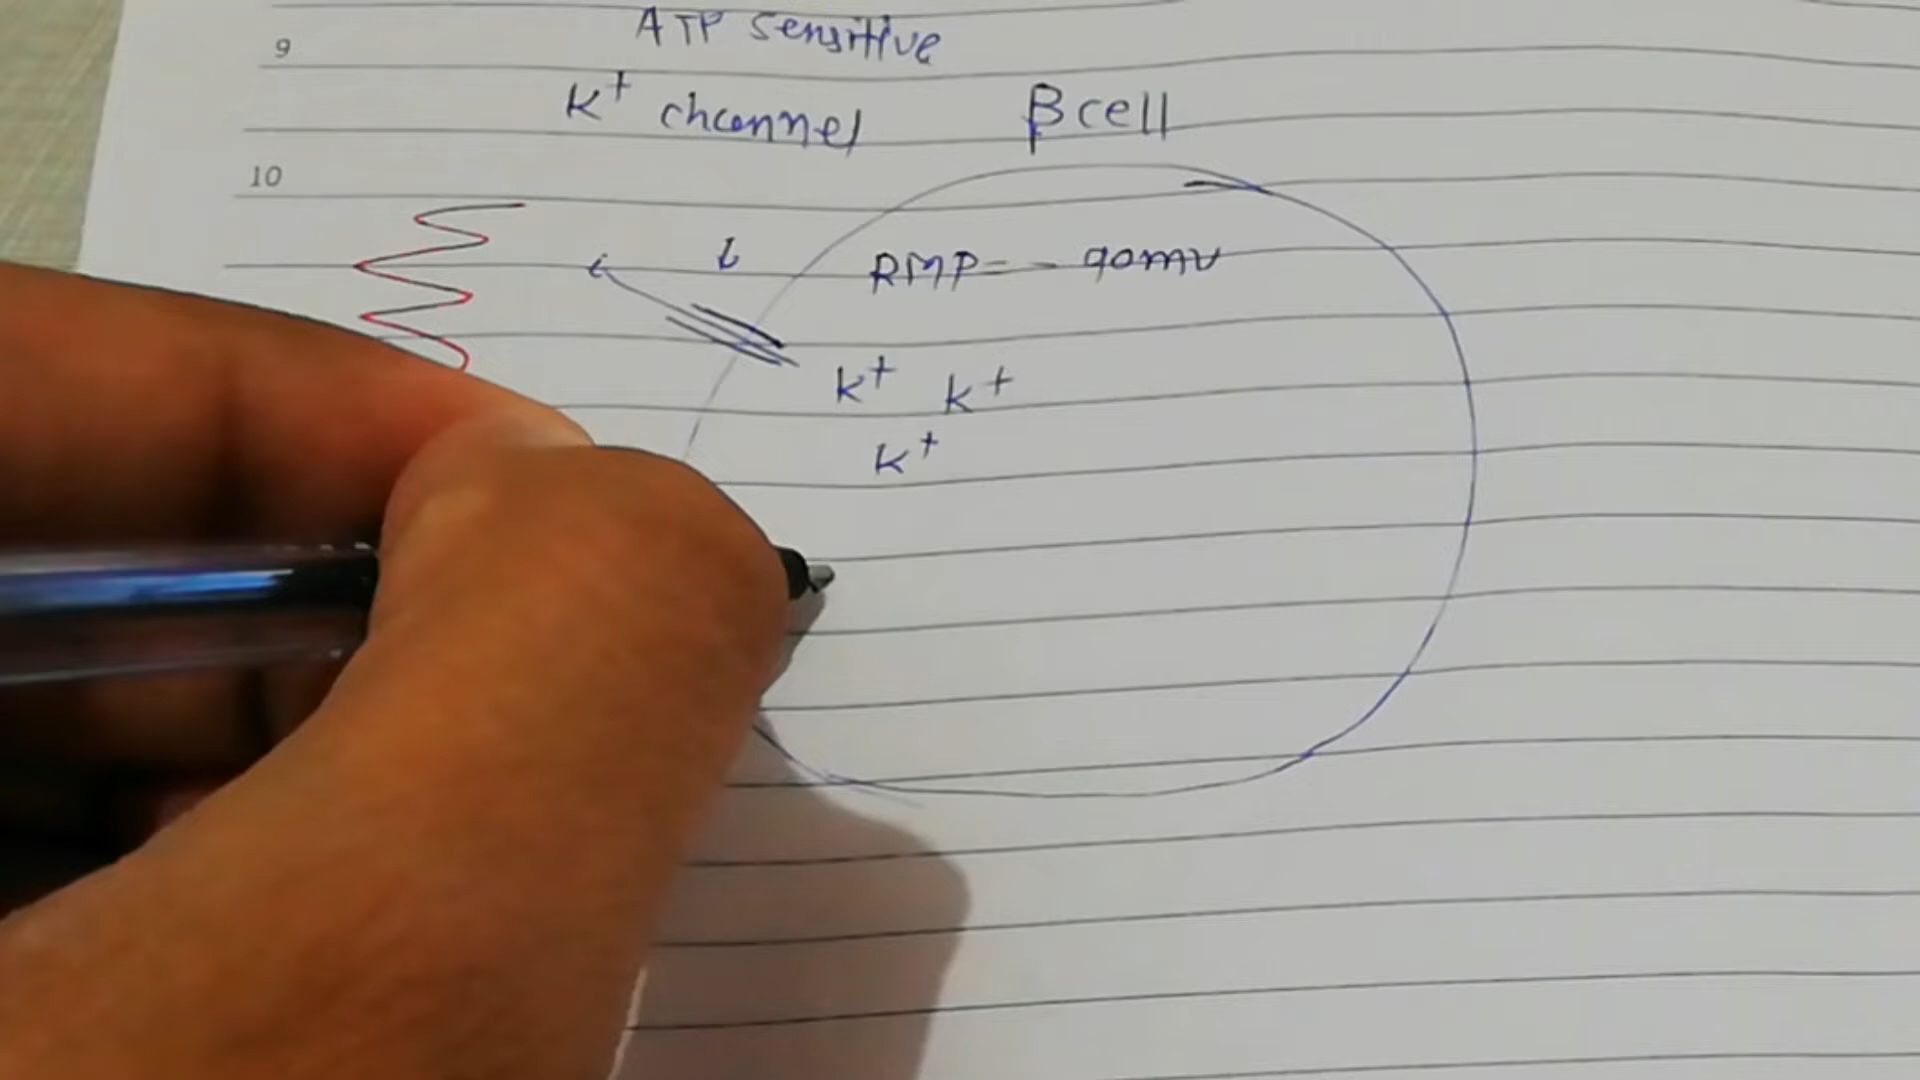 9
ATP sensitive
K+ channel
βcell
10
RMP= - 90mv
K+ K+
K+